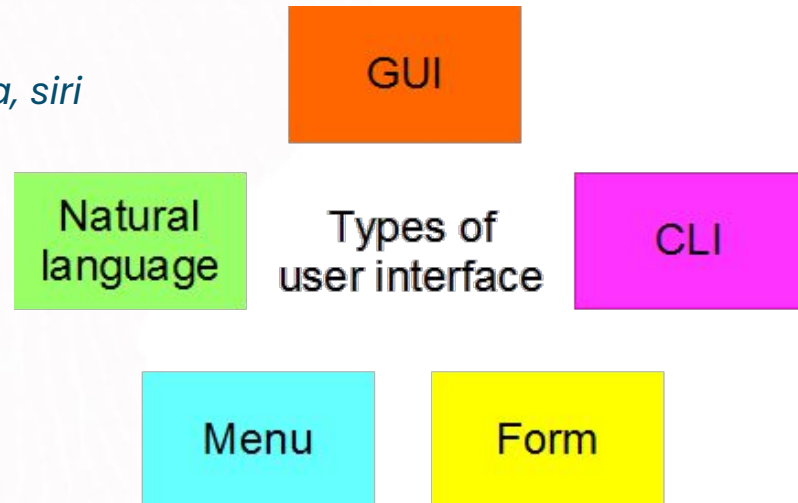 GUI
siri
Natural
language
Types of
user interface
CLI
Menu
Form